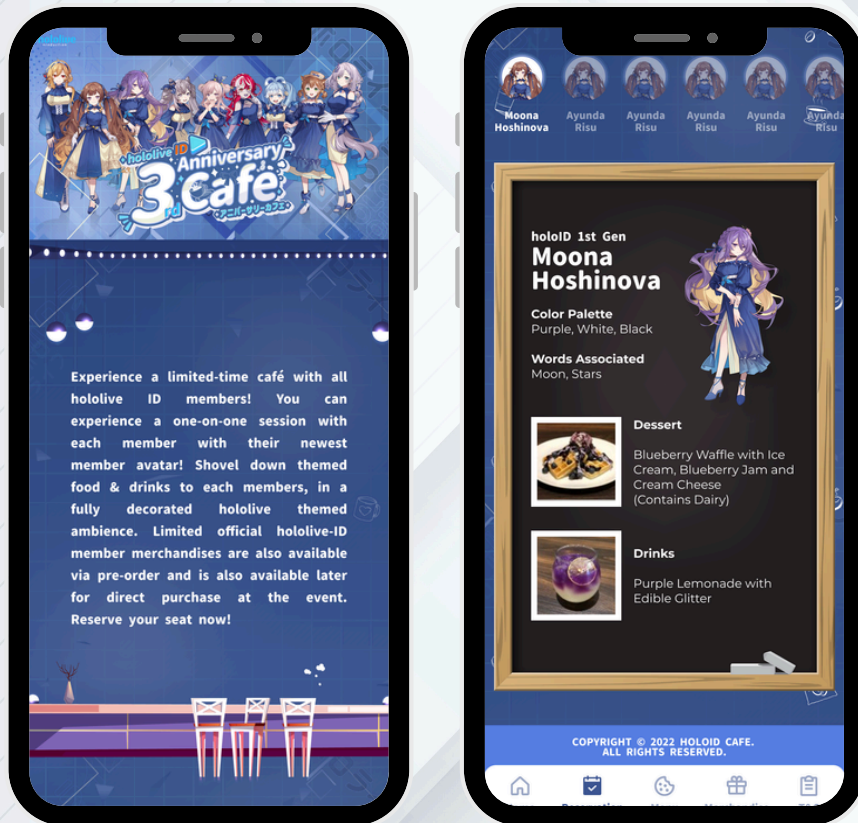 hololive ID
3rd Anniversary
Cafè
アニバーサリーカフェ
Experience a limited-time café with all
hololive ID members! You can
experience a one-on-one session with
each member with their newest
member avatar! Shovel down themed
food & drinks to each members, in a
fully decorated hololive themed
ambience. Limited official hololive-ID
member merchandises are also available
via pre-order and is also available later
for direct purchase at the event.
Reserve your seat now!
Moona
Hoshinova
Ayunda
Risu
Ayunda
Risu
Ayunda
Risu
Ayunda
Risu
Ayunda
Risu
holoID 1st Gen
Moona
Hoshinova
Color Palette
Purple, White, Black
Words Associated
Moon, Stars
Dessert
Blueberry Waffle with Ice
Cream, Blueberry Jam and
Cream Cheese
(Contains Dairy)
Drinks
Purple Lemonade with
Edible Glitter
COPYRIGHT © 2022 HOLOID CAFE.
ALL RIGHTS RESERVED.